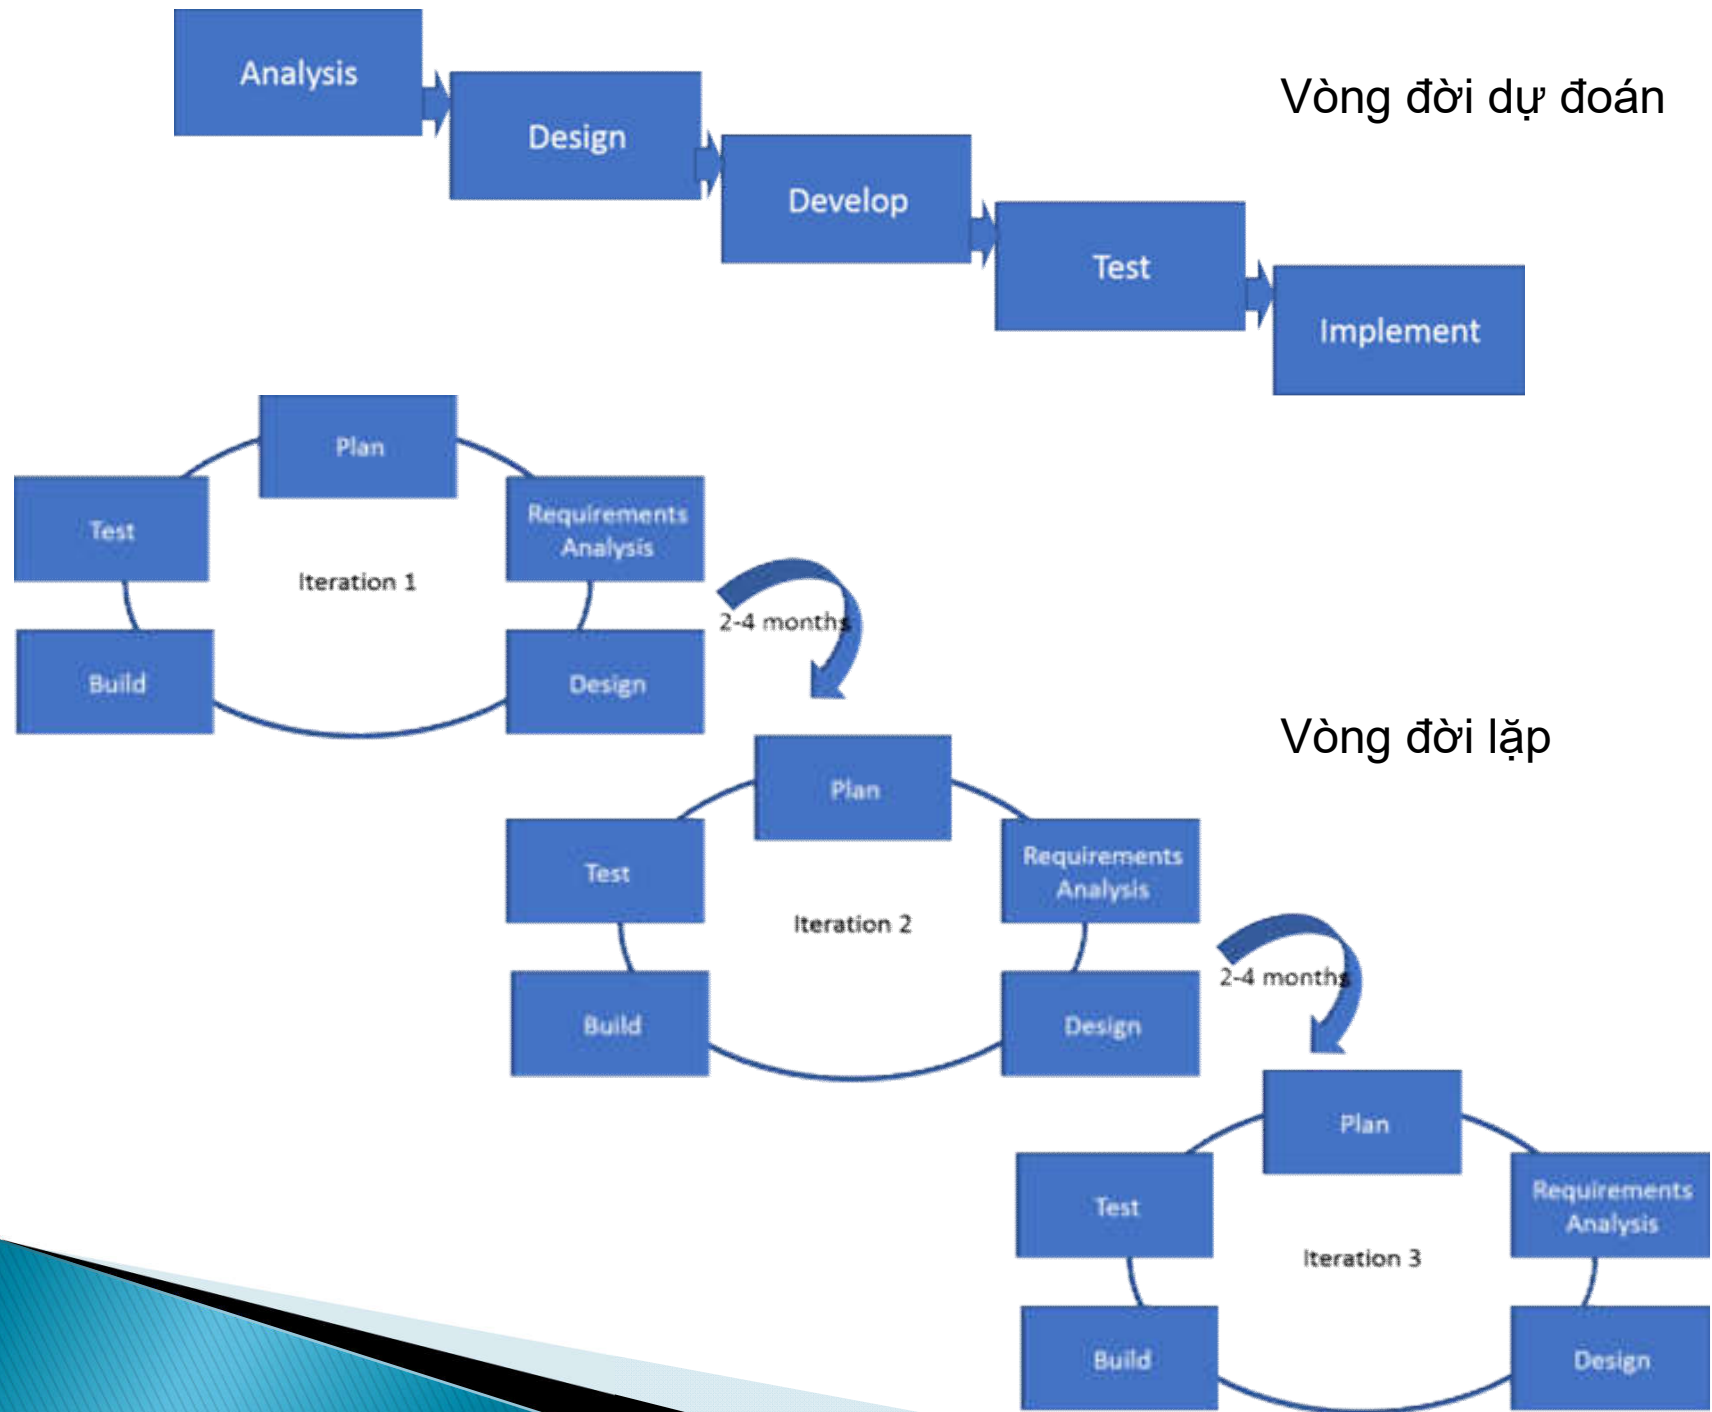 Analysis
Vòng đời dự đoán
Design
Develop
Test
Implement
Plan
Requirements
Analysis
Test
Iteration 1
2-4 months
Build
Design
Vòng đời lặp
Plan
Requirements
Analysis
Test
Iteration 2
2-4 months
Build
Design
Plan
Requirements
Analysis
Test
Iteration 3
Build
Design